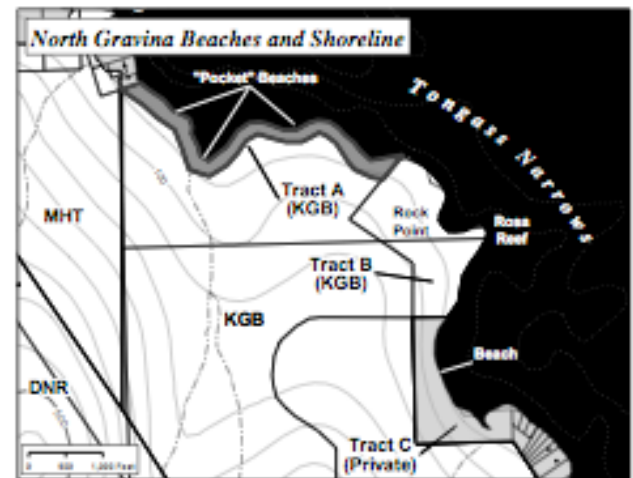 North Gravina Beaches and Shoreline
"Pocket" Beaches
Tongass Narrows
Tract A
(KGB)
MHT
Rock
Point
Ross
Reef
Tract B
(KGB)
KGB
Beach
DNR
Tract C
(Private)
0